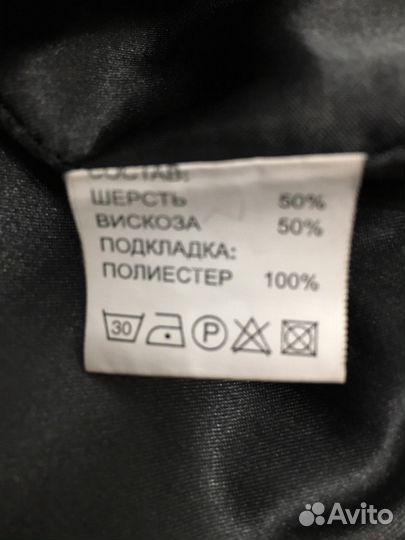 СОСТАВ:
ШЕРСТЬ 50%
ВИСКОЗА 50%
ПОДКЛАДКА:
ПОЛИЕСТЕР 100%
30 P
Avito